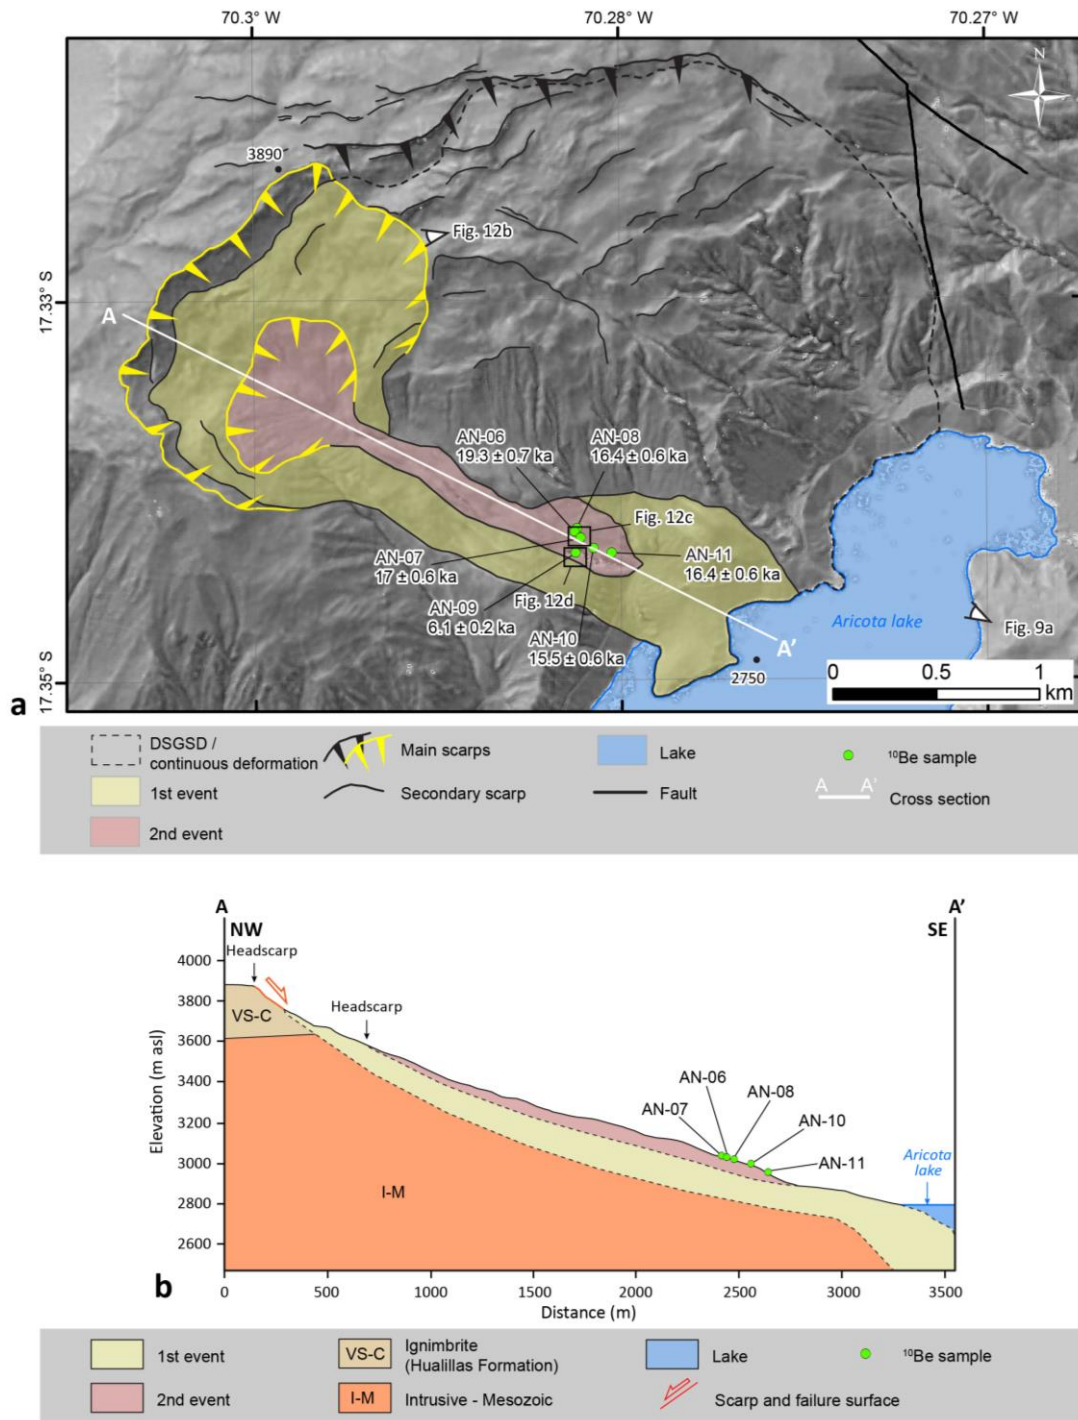 70.3° W
70.28° W
70.27° W
N
3890
Fig. 12b
17.33° S
A
AN-06
19.3 ± 0.7 ka
AN-08
16.4 ± 0.6 ka
Fig. 12c
AN-07
17 ± 0.6 ka
AN-11
16.4 ± 0.6 ka
Fig. 12d
AN-09
6.1 ± 0.2 ka
AN-10
15.5 ± 0.6 ka
A'
Aricota lake
Fig. 9a
2750
0 0.5 1
km
17.35° S
a
DSGSD /
continuous deformation
Main scarps
Lake
¹⁰Be sample
1st event
Secondary scarp
Fault
A A'
Cross section
2nd event
A
NW
A'
SE
Headscarp
Headscarp
VS-C
I-M
AN-06
AN-08
AN-07
AN-10
AN-11
Aricota
lake
Elevation (m asl)
4000
3800
3600
3400
3200
3000
2800
2600
b
0 500 1000 1500 2000 2500 3000 3500
Distance (m)
1st event
VS-C
Ignimbrite
(Hualillas Formation)
Lake
¹⁰Be sample
2nd event
I-M
Intrusive - Mesozoic
Scarp and failure surface